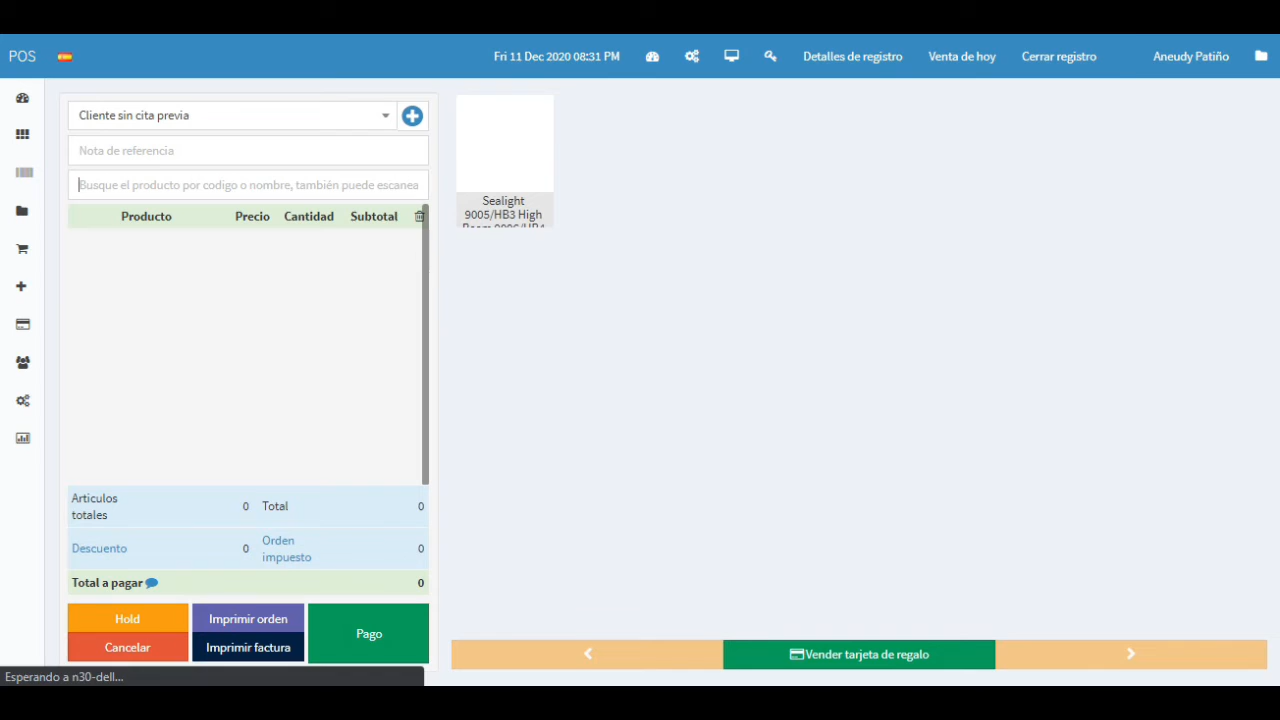 POS
Fri 11 Dec 2020 08:31 PM
Detalles de registro
Venta de hoy
Cerrar registro
Aneudy Patiño
Cliente sin cita previa
Nota de referencia
Busque el producto por codigo o nombre, también puede escanea
Producto Precio Cantidad Subtotal
Articulos totales 0 Total 0
Descuento 0 Orden impuesto 0
Total a pagar 0
Hold
Imprimir orden
Pago
Cancelar
Imprimir factura
Sealight
9005/HB3 High
Beam 9006/HB4
Vender tarjeta de regalo
Esperando a n30-dell...